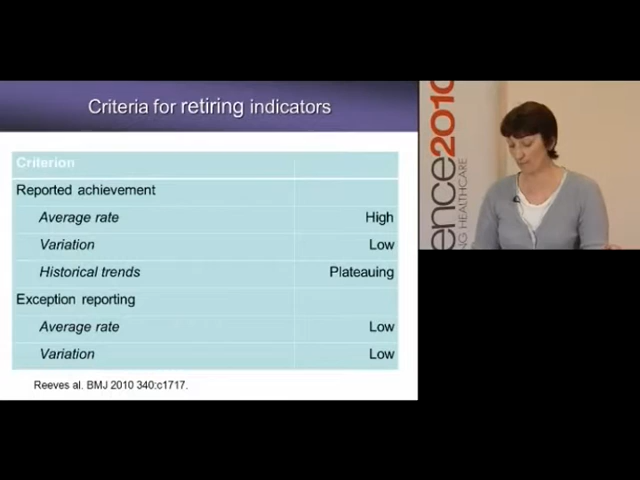 Criteria for retiring indicators
Criterion
Reported achievement
Average rate High
Variation Low
Historical trends Plateauing
Exception reporting
Average rate Low
Variation Low
Reeves al. BMJ 2010 340:c1717.
ence2010
NG HEALTHCARE